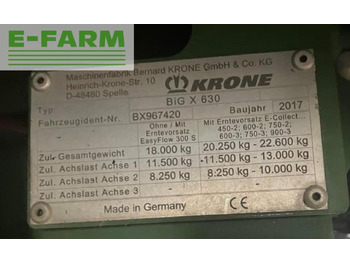 E-FARM
Maschinenfabrik Bernard KRONE GmbH & Co. KG
Heinrich-Krone-Str. 10
D-48480 Spelle
KRONE
Typ BiG X 630
Fahrzeugident-Nr. BX967420 Baujahr 2017
Ohne / Mit Erntevorsatz EasyFlow 300 S
Mit Erntevorsatz E-Collect... 450-2; 600-2; 750-2; 600-3; 750-3; 900-3
Zul. Gesamtgewicht 18.000 kg 20.250 kg - 22.600 kg
Zul. Achslast Achse 1 11.500 kg -11.500 kg - 13.000 kg
Zul. Achslast Achse 2 8.250 kg 8.250 kg - 10.000 kg
Zul. Achslast Achse 3 - -
Made in Germany CE